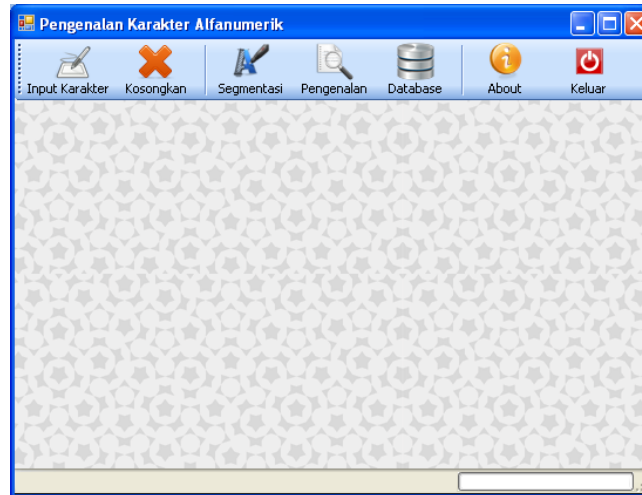 Pengenalan Karakter Alfanumerik
Input Karakter Kosongkan Segmentasi Pengenalan Database About Keluar